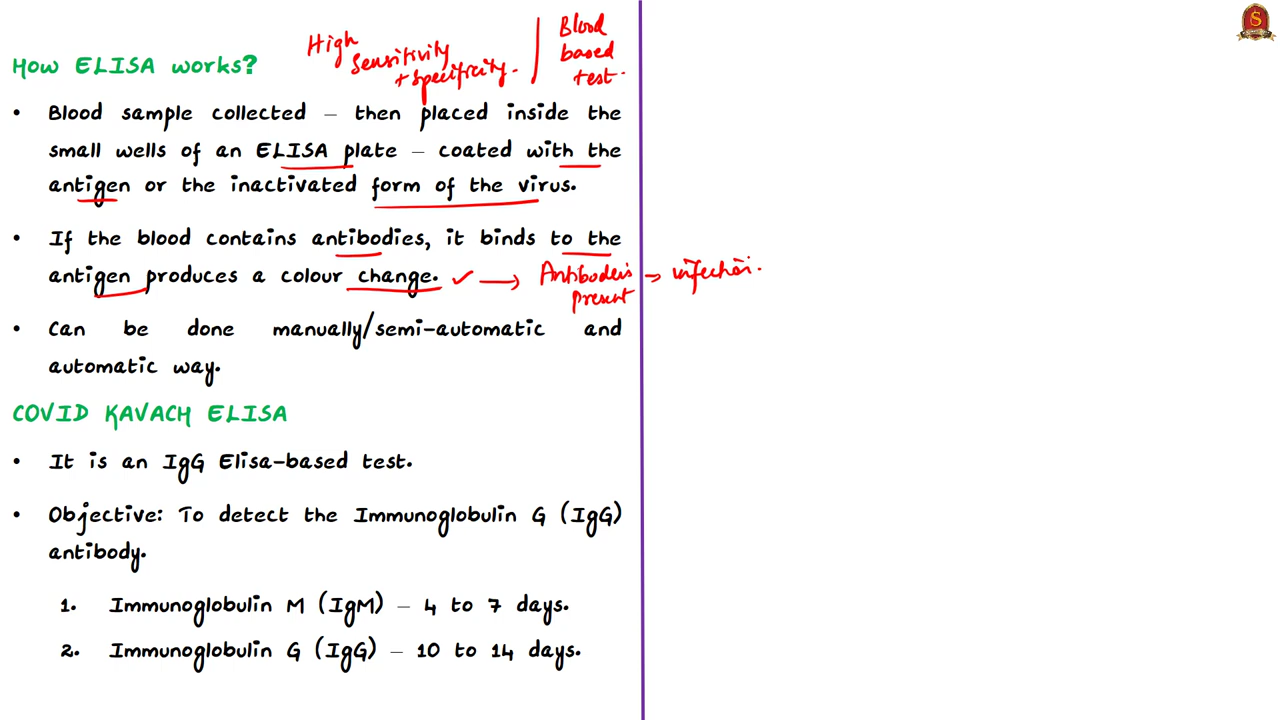 High
Sensitivity
+ Specificity.
Blood
based
test.
How ELISA works?
• Blood sample collected – then placed inside the
small wells of an ELISA plate – coated with the
antigen or the inactivated form of the virus.
• If the blood contains antibodies, it binds to the
antigen produces a colour change. ✓ → Antibodeis → infection.
present
• Can be done manually/semi-automatic and
automatic way.
COVID KAVACH ELISA
• It is an IgG Elisa-based test.
• Objective: To detect the Immunoglobulin G (IgG)
antibody.
1. Immunoglobulin M (IgM) – 4 to 7 days.
2. Immunoglobulin G (IgG) – 10 to 14 days.